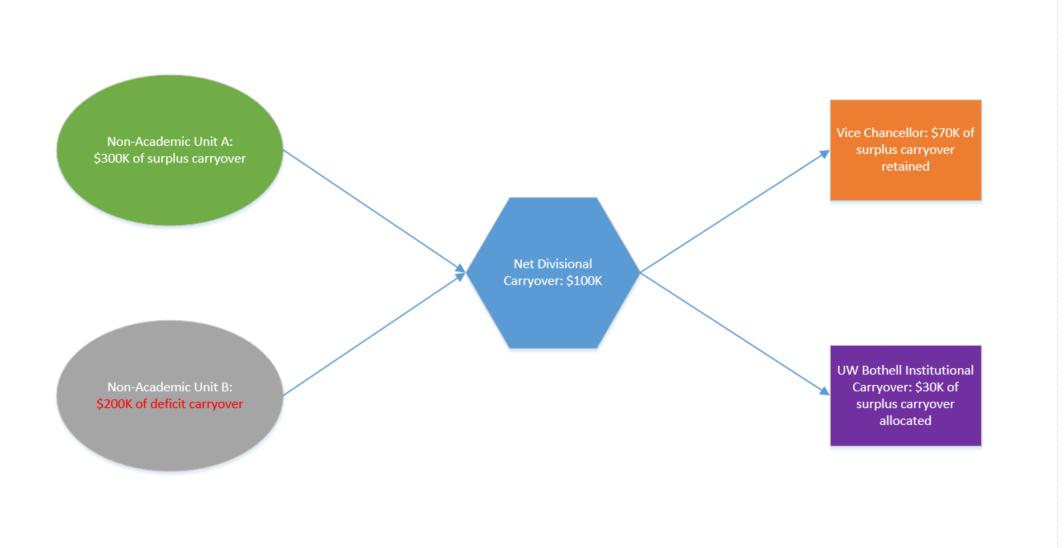 Non-Academic Unit A:
$300K of surplus carryover
Vice Chancellor: $70K of
surplus carryover
retained
Net Divisional
Carryover: $100K
Non-Academic Unit B:
$200K of deficit carryover
UW Bothell Institutional
Carryover: $30K of
surplus carryover
allocated